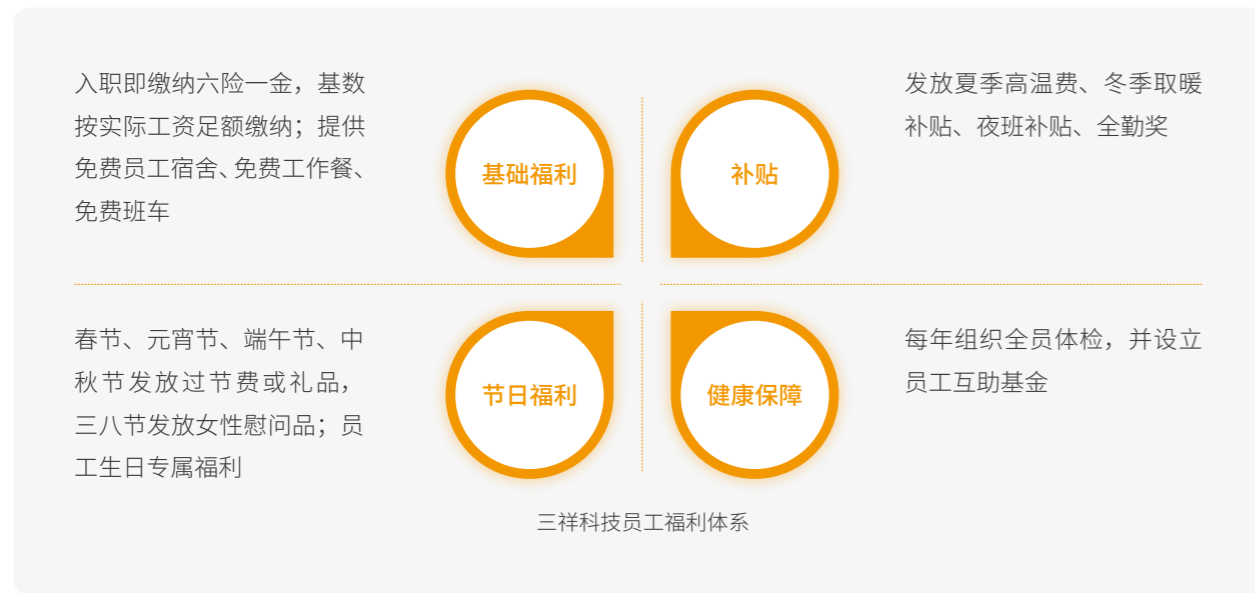 入职即缴纳六险一金，基数
按实际工资足额缴纳；提供
免费员工宿舍、免费工作餐、
免费班车
基础福利
补贴
发放夏季高温费、冬季取暖
补贴、夜班补贴、全勤奖
春节、元宵节、端午节、中
秋节发放过节费或礼品，
三八节发放女性慰问品；员
工生日专属福利
节日福利
健康保障
每年组织全员体检，并设立
员工互助基金
三祥科技员工福利体系